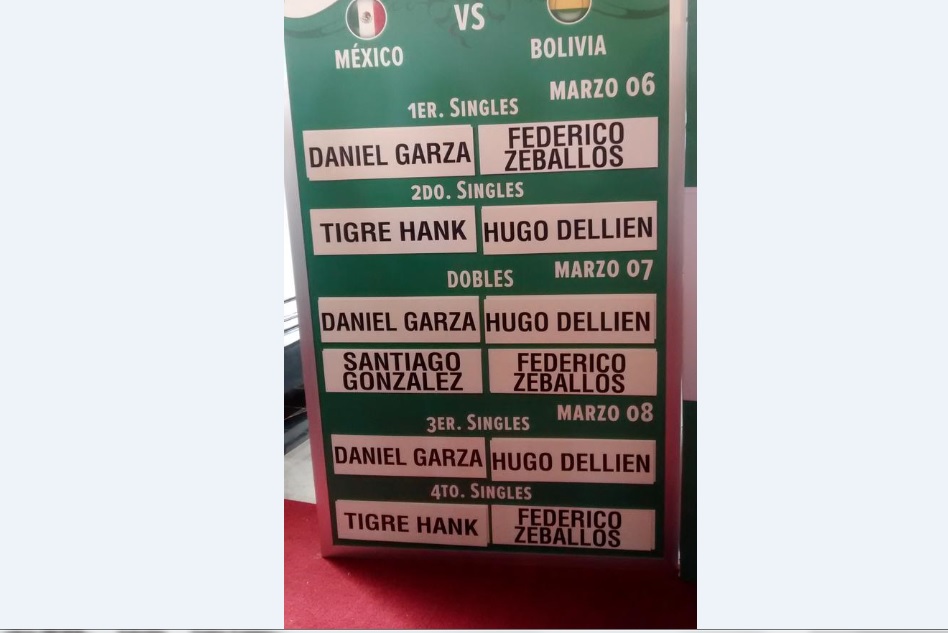 VS
MÉXICO BOLIVIA
MARZO 06
1ER. SINGLES
DANIEL GARZA FEDERICO ZEBALLOS
2DO. SINGLES
TIGRE HANK HUGO DELLIEN
MARZO 07
DOBLES
DANIEL GARZA HUGO DELLIEN
SANTIAGO GONZÁLEZ FEDERICO ZEBALLOS
MARZO 08
3ER. SINGLES
DANIEL GARZA HUGO DELLIEN
4TO. SINGLES
TIGRE HANK FEDERICO ZEBALLOS